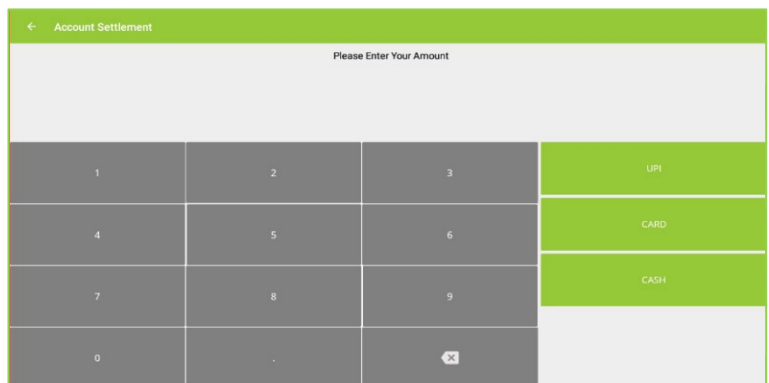 Account Settlement
Please Enter Your Amount
1 2 3 UPI
4 5 6 CARD
7 8 9 CASH
0 .